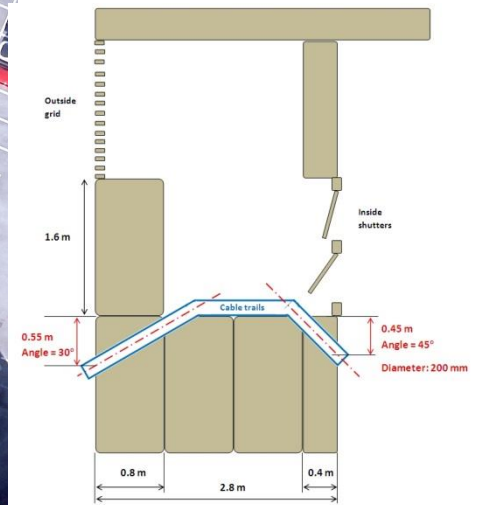 Outside
grid
Inside
shutters
1.6 m
Cable trails
0.55 m
Angle = 30°
0.45 m
Angle = 45°
Diameter: 200 mm
0.8 m
0.4 m
2.8 m